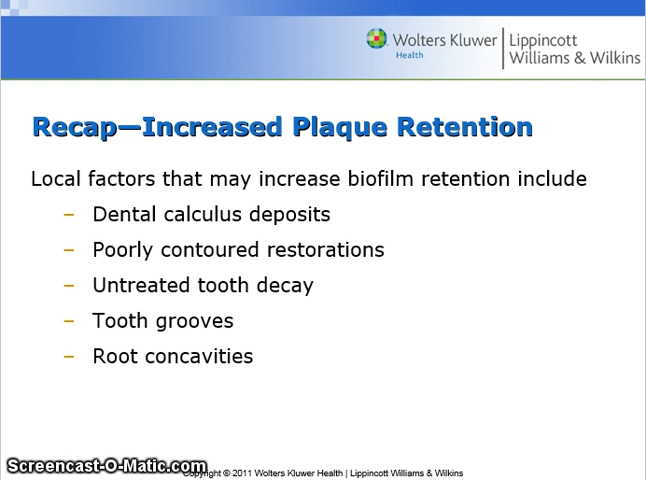 Wolters Kluwer
Health
Lippincott
Williams & Wilkins
Recap—Increased Plaque Retention
Local factors that may increase biofilm retention include
– Dental calculus deposits
– Poorly contoured restorations
– Untreated tooth decay
– Tooth grooves
– Root concavities
Screencast-O-Matic.com
Copyright © 2011 Wolters Kluwer Health | Lippincott Williams & Wilkins